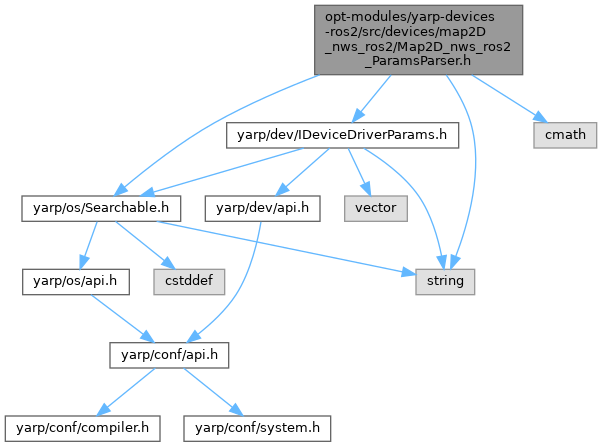 opt-modules/yarp-devices
-ros2/src/devices/map2D
_nws_ros2/Map2D_nws_ros2
_ParamsParser.h
yarp/dev/IDeviceDriverParams.h
cmath
yarp/os/Searchable.h
yarp/dev/api.h
vector
yarp/os/api.h
cstddef
string
yarp/conf/api.h
yarp/conf/compiler.h
yarp/conf/system.h